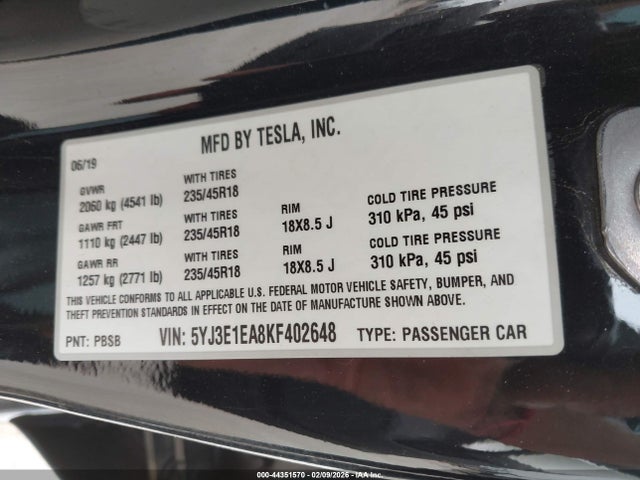 MFD BY TESLA, INC.
06/19
GVWR WITH TIRES
2060 kg (4541 lb) 235/45R18
GAWR FRT WITH TIRES RIM COLD TIRE PRESSURE
1110 kg (2447 lb) 235/45R18 18X8.5 J 310 kPa, 45 psi
GAWR RR WITH TIRES RIM COLD TIRE PRESSURE
1257 kg (2771 lb) 235/45R18 18X8.5 J 310 kPa, 45 psi
THIS VEHICLE CONFORMS TO ALL APPLICABLE U.S. FEDERAL MOTOR VEHICLE SAFETY, BUMPER, AND
THEFT PREVENTION STANDARDS IN EFFECT ON THE DATE OF MANUFACTURE SHOWN ABOVE.
PNT: PBSB VIN: 5YJ3E1EA8KF402648 TYPE: PASSENGER CAR
000-44351570 - 02/09/2026 - IAAI.COM